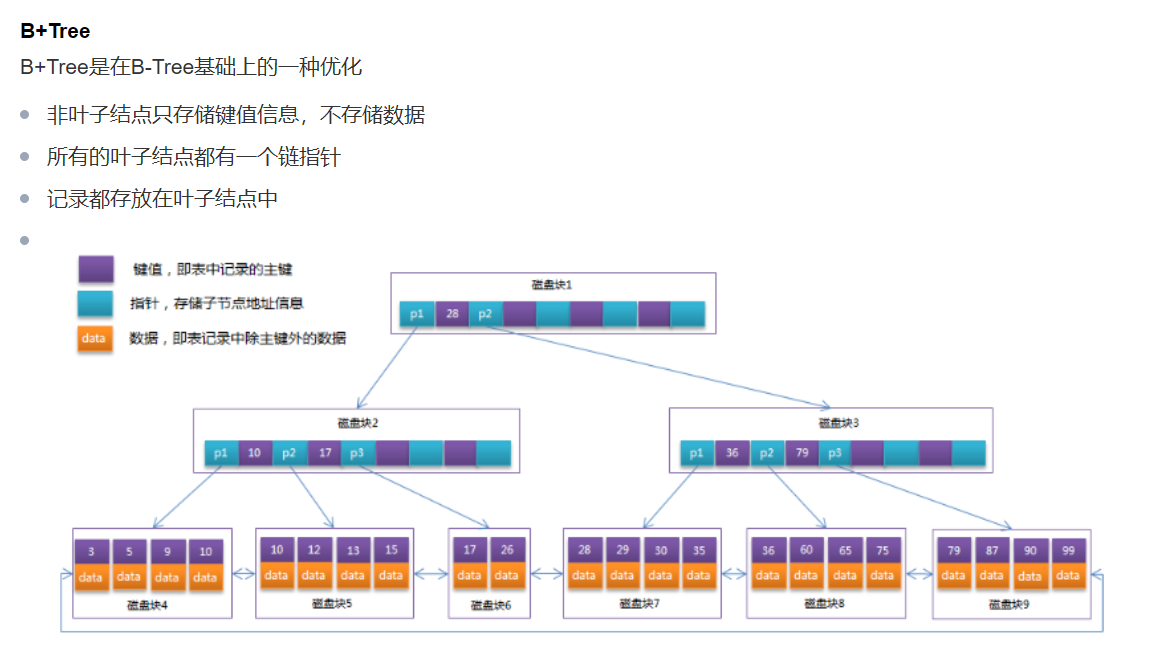 B+Tree
B+Tree是在B-Tree基础上的一种优化
非叶子结点只存储键值信息，不存储数据
所有的叶子结点都有一个链指针
记录都存放在叶子结点中
键值，即表中记录的主键
指针，存储子节点地址信息
data 数据，即表记录中除主键外的数据
磁盘块1
p1 28 p2
磁盘块2
p1 10 p2 17 p3
磁盘块3
p1 36 p2 79 p3
3 5 9 10
data data data data
磁盘块4
10 12 13 15
data data data data
磁盘块5
17 26
data data
磁盘块6
28 29 30 35
data data data data
磁盘块7
36 60 65 75
data data data data
磁盘块8
79 87 90 99
data data data data
磁盘块9